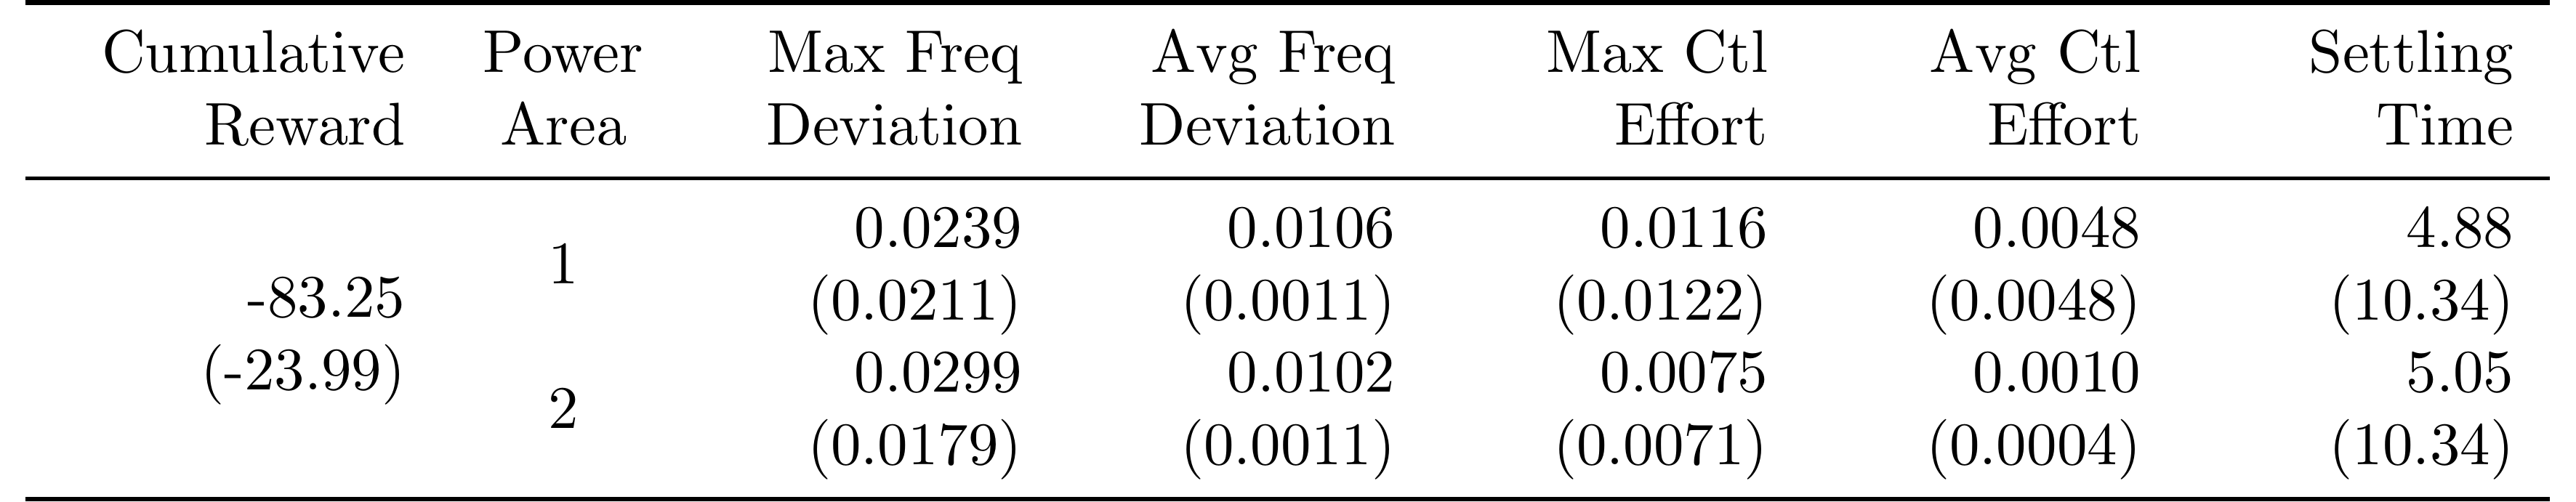 Cumulative Reward Power Area Max Freq Deviation Avg Freq Deviation Max Ctl Effort Avg Ctl Effort Settling Time
0.0239 0.0106 0.0116 0.0048 4.88
1
-83.25 (0.0211) (0.0011) (0.0122) (0.0048) (10.34)
(-23.99) 0.0299 0.0102 0.0075 0.0010 5.05
2
(0.0179) (0.0011) (0.0071) (0.0004) (10.34)